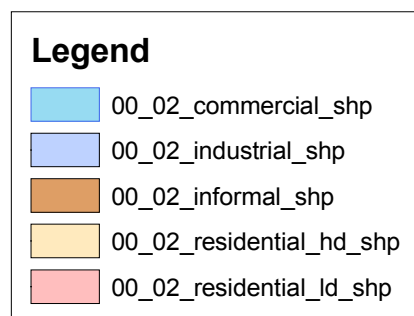 Legend
00_02_commercial_shp
00_02_industrial_shp
00_02_informal_shp
00_02_residential_hd_shp
00_02_residential_ld_shp